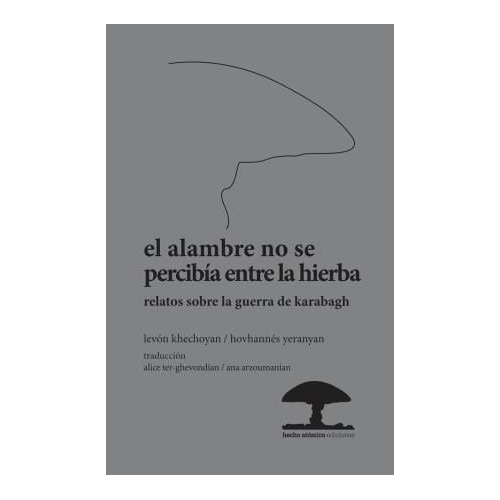 el alambre no se
percibía entre la hierba
relatos sobre la guerra de karabagh
levón khechoyan / hovhannés yeranyan
traducción
alice ter-ghevondian / ana arzoumanian
hecho atómico ediciones